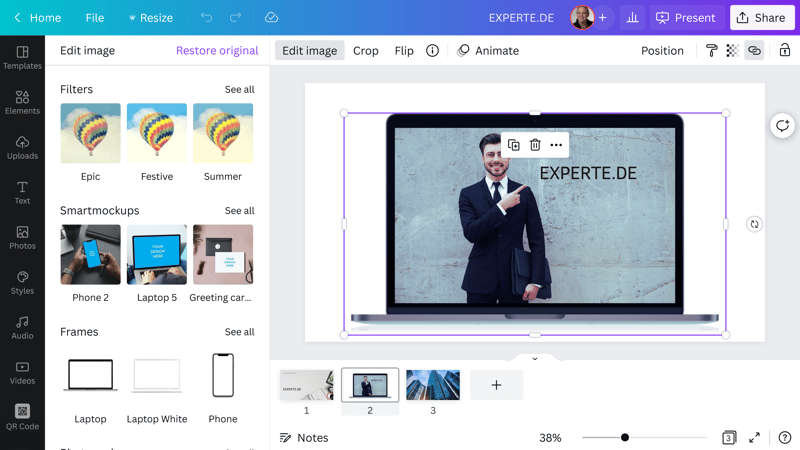 Home
File
Resize
EXPERTE.DE
+
Present
Share
Templates
Elements
Uploads
Text
Photos
Styles
Audio
Videos
QR Code
Edit image
Restore original
Filters
See all
Epic
Festive
Summer
Smartmockups
See all
YOUR
DESIGN
HERE
YOUR
DESIGN
HERE
Phone 2
Laptop 5
Greeting car...
Frames
See all
Laptop
Laptop White
Phone
Edit image
Crop
Flip
Animate
Position
EXPERTE.DE
EXPERTE.DE
1
2
3
+
Notes
38%
3
?